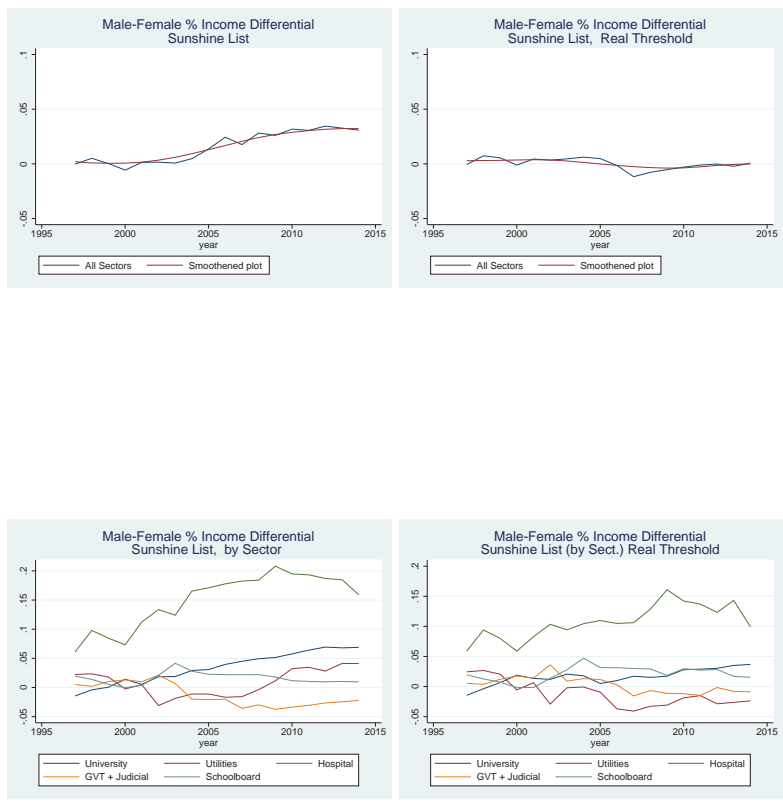 Male-Female % Income Differential
Sunshine List
.1
.05
0
-.05
1995 2000 2005 2010 2015
year
All Sectors Smoothened plot
Male-Female % Income Differential
Sunshine List, Real Threshold
.1
.05
0
-.05
1995 2000 2005 2010 2015
year
All Sectors Smoothened plot
Male-Female % Income Differential
Sunshine List, by Sector
.2
.15
.1
.05
0
-.05
1995 2000 2005 2010 2015
year
University Utilities Hospital
GVT + Judicial Schoolboard
Male-Female % Income Differential
Sunshine List (by Sect.) Real Threshold
.2
.15
.1
.05
0
-.05
1995 2000 2005 2010 2015
year
University Utilities Hospital
GVT + Judicial Schoolboard